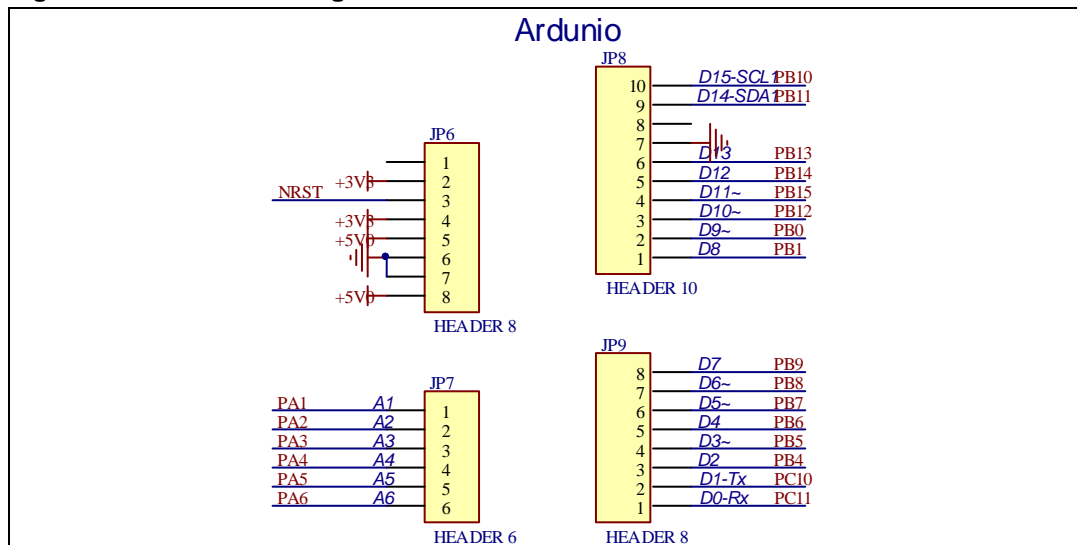 Ardunio
JP6
1
+3V3 2
NRST 3
+3V3 4
+5V0 5
6
7
+5V0 8
HEADER 8
JP7
PA1 A1 1
PA2 A2 2
PA3 A3 3
PA4 A4 4
PA5 A5 5
PA6 A6 6
HEADER 6
JP8
10 D15-SCL1 PB10
9 D14-SDA1 PB11
8
7
6 D13 PB13
5 D12 PB14
4 D11~ PB15
3 D10~ PB12
2 D9~ PB0
1 D8 PB1
HEADER 10
JP9
8 D7 PB9
7 D6~ PB8
6 D5~ PB7
5 D4 PB6
4 D3~ PB5
3 D2 PB4
2 D1-Tx PC10
1 D0-Rx PC11
HEADER 8